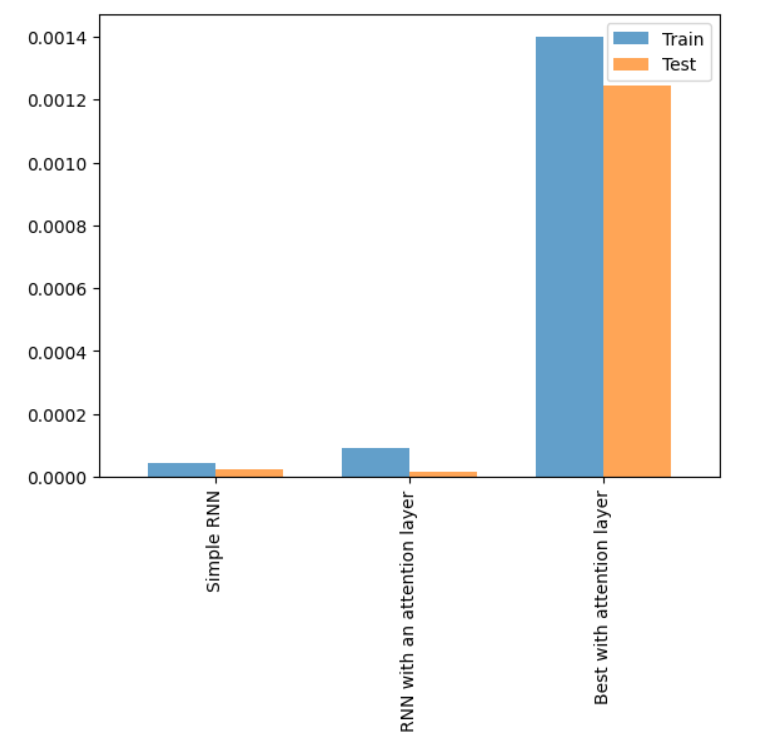 0.0014
0.0012
0.0010
0.0008
0.0006
0.0004
0.0002
0.0000
Train
Test
Simple RNN
RNN with an attention layer
Best with attention layer